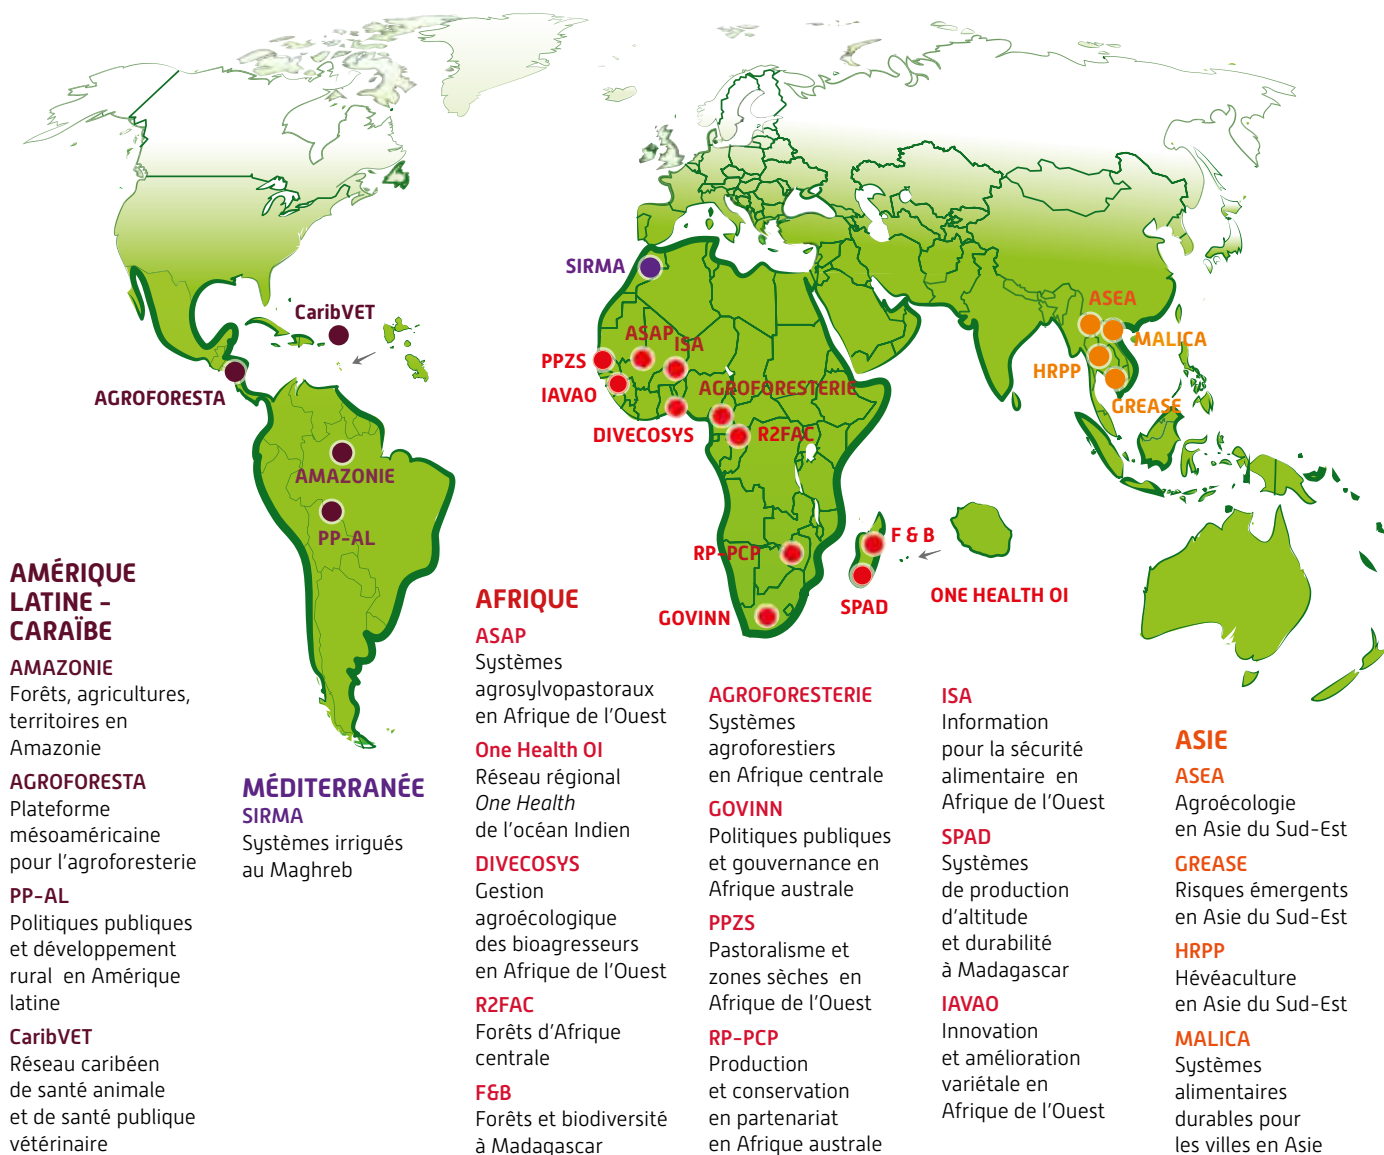 SIRMA
CaribVET
ASEA
MALICA
ASAP
ISA
PPZS
HRPP
AGROFORESTERIE
IAVAO
AGROFORESTA
GREASE
DIVECOSYS
R2FAC
AMAZONIE
PP-AL
F & B
RP-PCP
ONE HEALTH OI
SPAD
GOVINN
AMÉRIQUE
LATINE -
CARAÏBE
AMAZONIE
Forêts, agricultures,
territoires en
Amazonie
AGROFORESTA
Plateforme
mésoaméricaine
pour l'agroforesterie
PP-AL
Politiques publiques
et développement
rural en Amérique
latine
CaribVET
Réseau caribéen
de santé animale
et de santé publique
vétérinaire
MÉDITERRANÉE
SIRMA
Systèmes irrigués
au Maghreb
AFRIQUE
ASAP
Systèmes
agrosylvopastoraux
en Afrique de l'Ouest
One Health OI
Réseau régional
One Health
de l'océan Indien
DIVECOSYS
Gestion
agroécologique
des bioagresseurs
en Afrique de l'Ouest
R2FAC
Forêts d'Afrique
centrale
F&B
Forêts et biodiversité
à Madagascar
AGROFORESTERIE
Systèmes
agroforestiers
en Afrique centrale
GOVINN
Politiques publiques
et gouvernance en
Afrique australe
PPZS
Pastoralisme et
zones sèches en
Afrique de l'Ouest
RP-PCP
Production
et conservation
en partenariat
en Afrique australe
ISA
Information
pour la sécurité
alimentaire en
Afrique de l'Ouest
SPAD
Systèmes
de production
d'altitude
et durabilité
à Madagascar
IAVAO
Innovation
et amélioration
variétale en
Afrique de l'Ouest
ASIE
ASEA
Agroécologie
en Asie du Sud-Est
GREASE
Risques émergents
en Asie du Sud-Est
HRPP
Hévéaculture
en Asie du Sud-Est
MALICA
Systèmes
alimentaires
durables pour
les villes en Asie